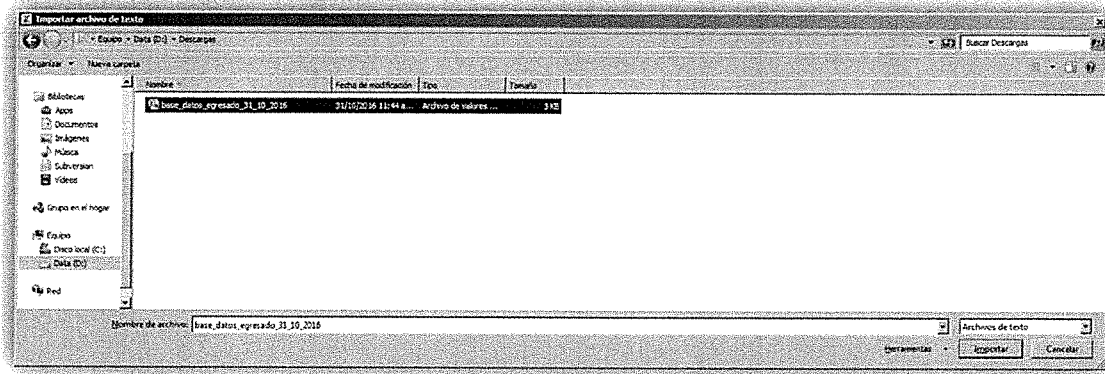 Importar archivo de texto
Equipo Data (D:) Descargas
Buscar Descargas
Organizar Nueva carpeta
Nombre Fecha de modificación Tipo Tamaño
base_datos_egresado_31_10_2016 31/10/2016 11:44 a... Archivo de valores ... 3 KB
Bibliotecas
Apps
Documentos
Imágenes
Música
Subversion
Vídeos
Grupo en el hogar
Equipo
Disco local (C:)
Data (D:)
Red
Nombre de archivo: base_datos_egresado_31_10_2016
Archivos de texto
Herramientas Importar Cancelar